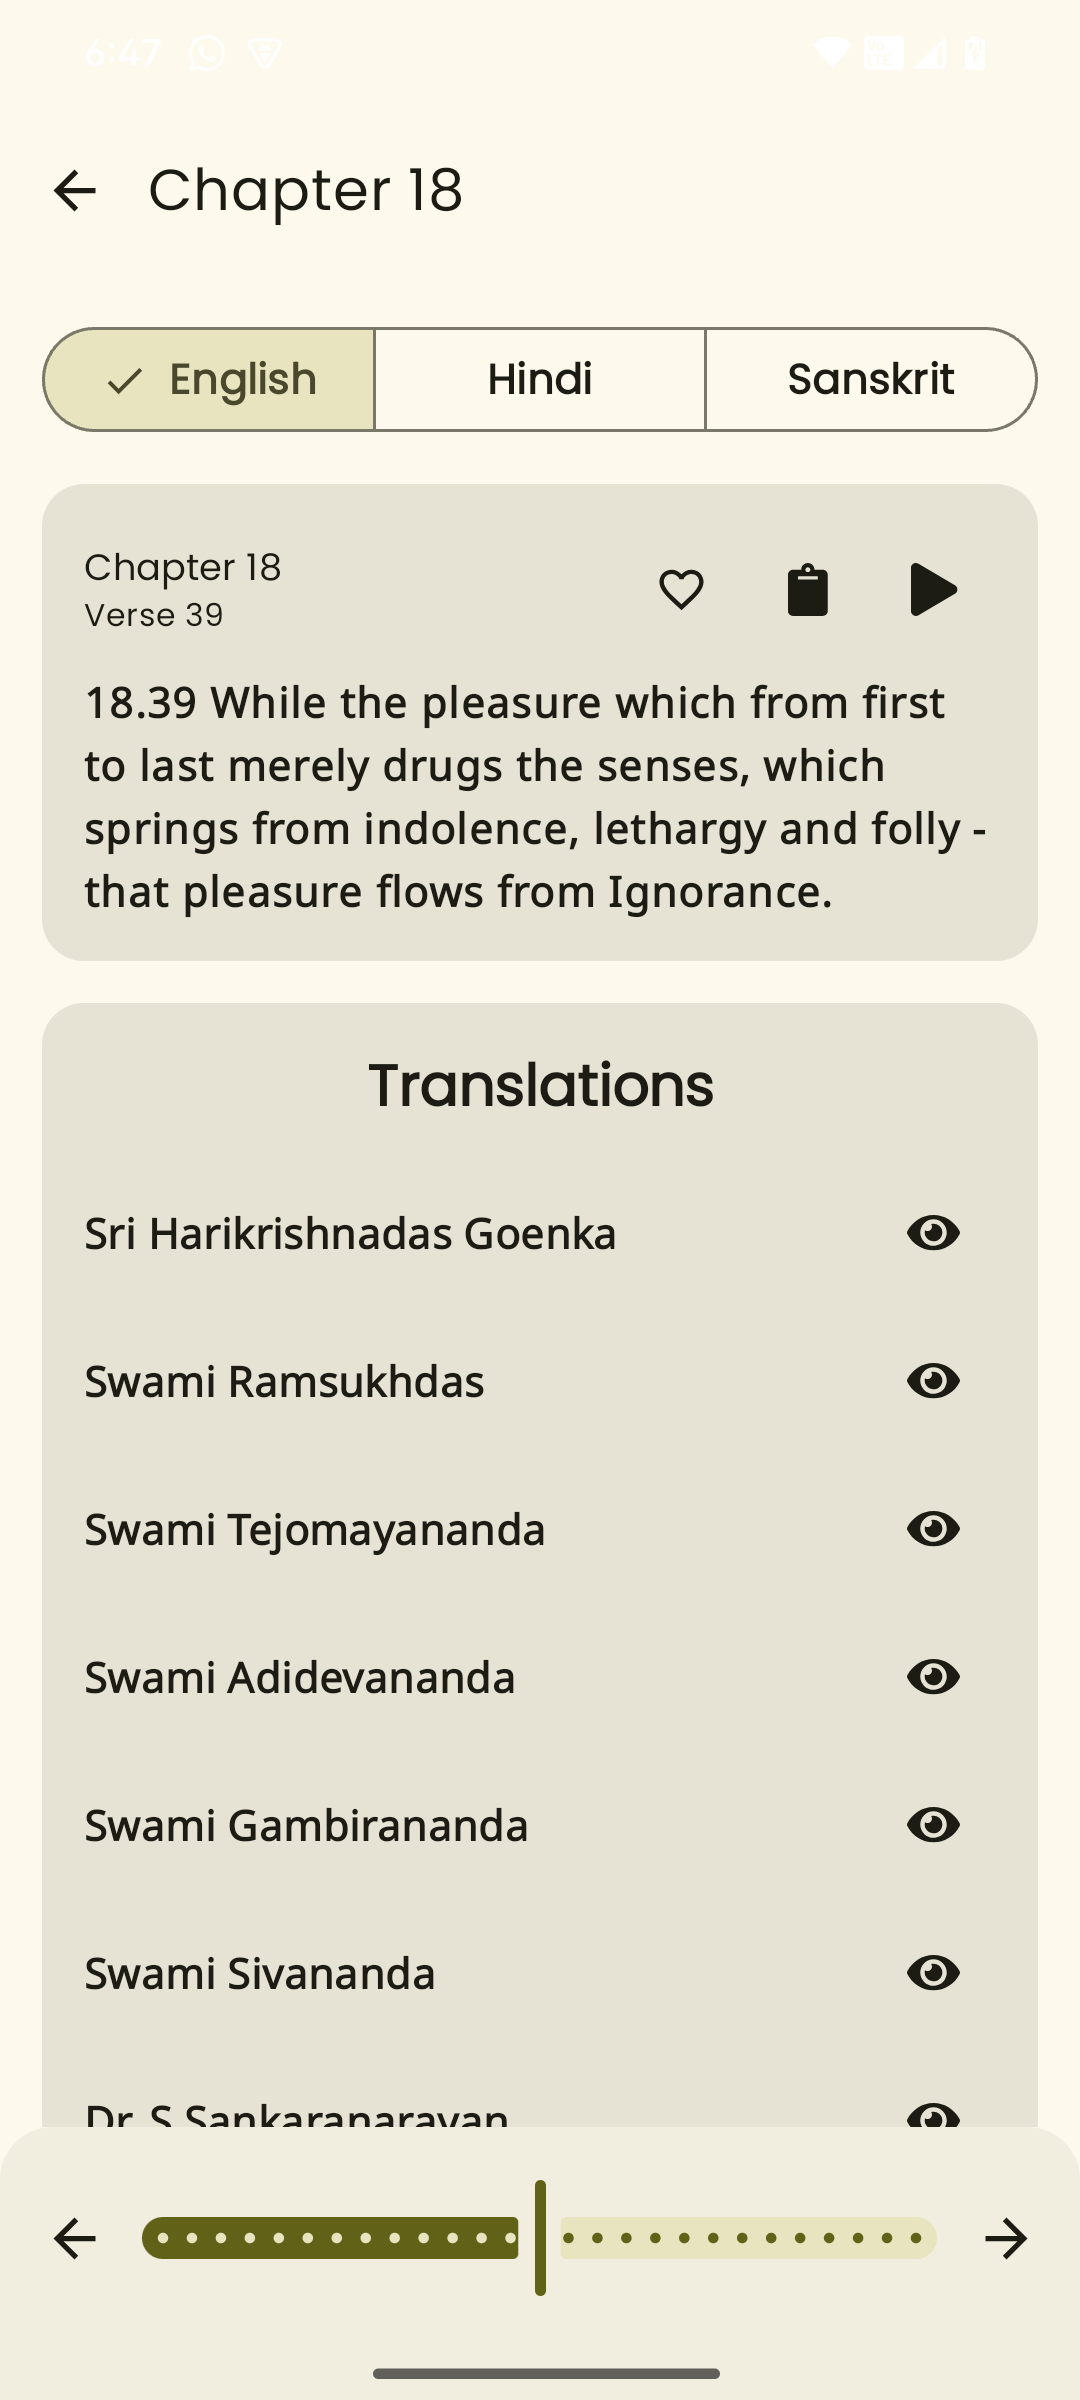 6:47
Chapter 18
English
Hindi
Sanskrit
Chapter 18
Verse 39
18.39 While the pleasure which from first
to last merely drugs the senses, which
springs from indolence, lethargy and folly -
that pleasure flows from Ignorance.
Translations
Sri Harikrishnadas Goenka
Swami Ramsukhdas
Swami Tejomayananda
Swami Adidevananda
Swami Gambirananda
Swami Sivananda
Dr. S Sankaranarayan